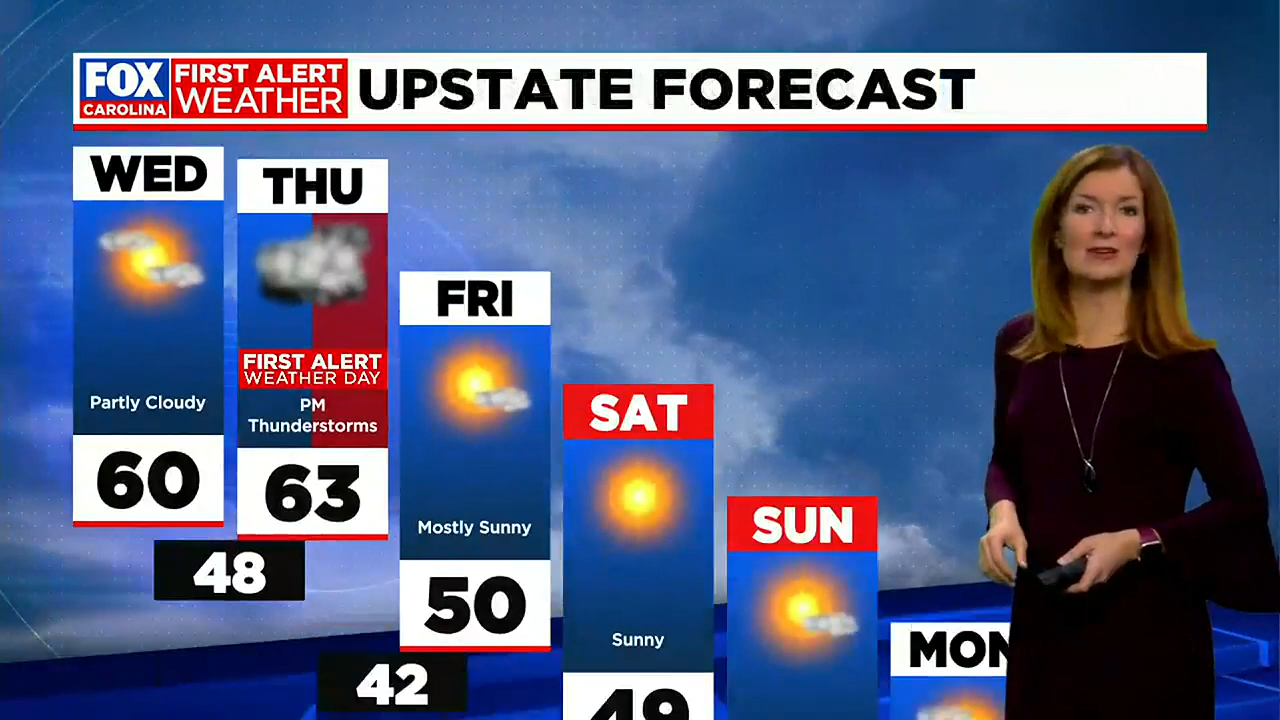 FOX
CAROLINA
FIRST ALERT
WEATHER
UPSTATE FORECAST
WED
Partly Cloudy
60
THU
FIRST ALERT
WEATHER DAY
PM
Thunderstorms
63
48
FRI
Mostly Sunny
50
42
SAT
Sunny
49
SUN
MON